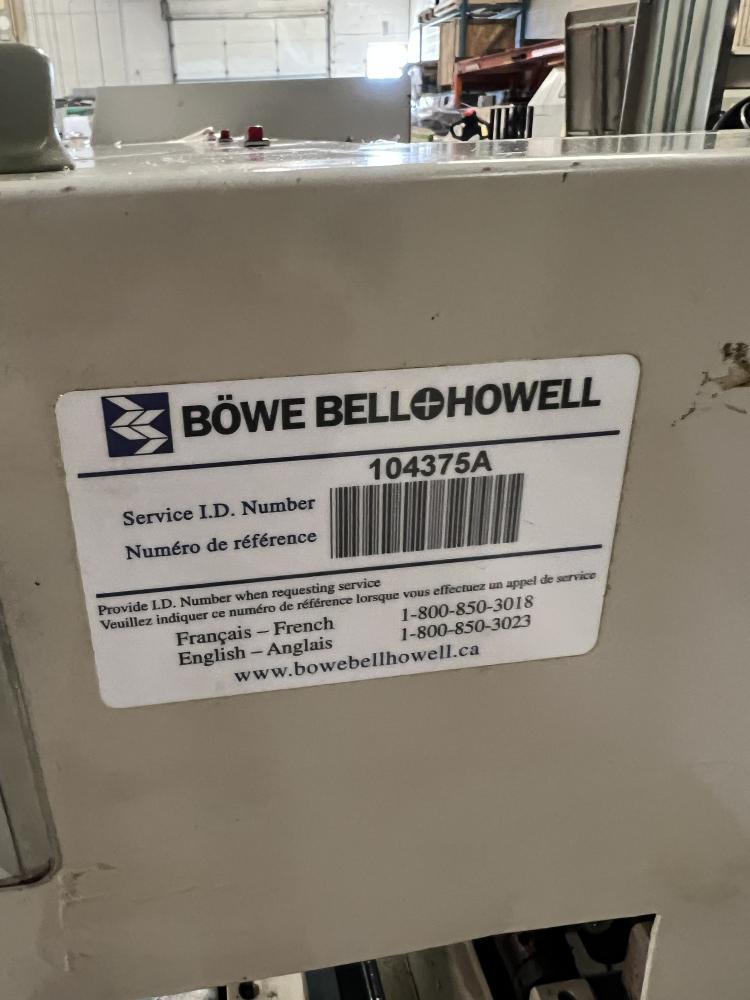 BÖWE BELL+HOWELL
104375A
Service I.D. Number
Numéro de référence
Provide I.D. Number when requesting service
Veuillez indiquer ce numéro de référence lorsque vous effectuez un appel de service
Français – French 1-800-850-3018
English – Anglais 1-800-850-3023
www.bowebellhowell.ca